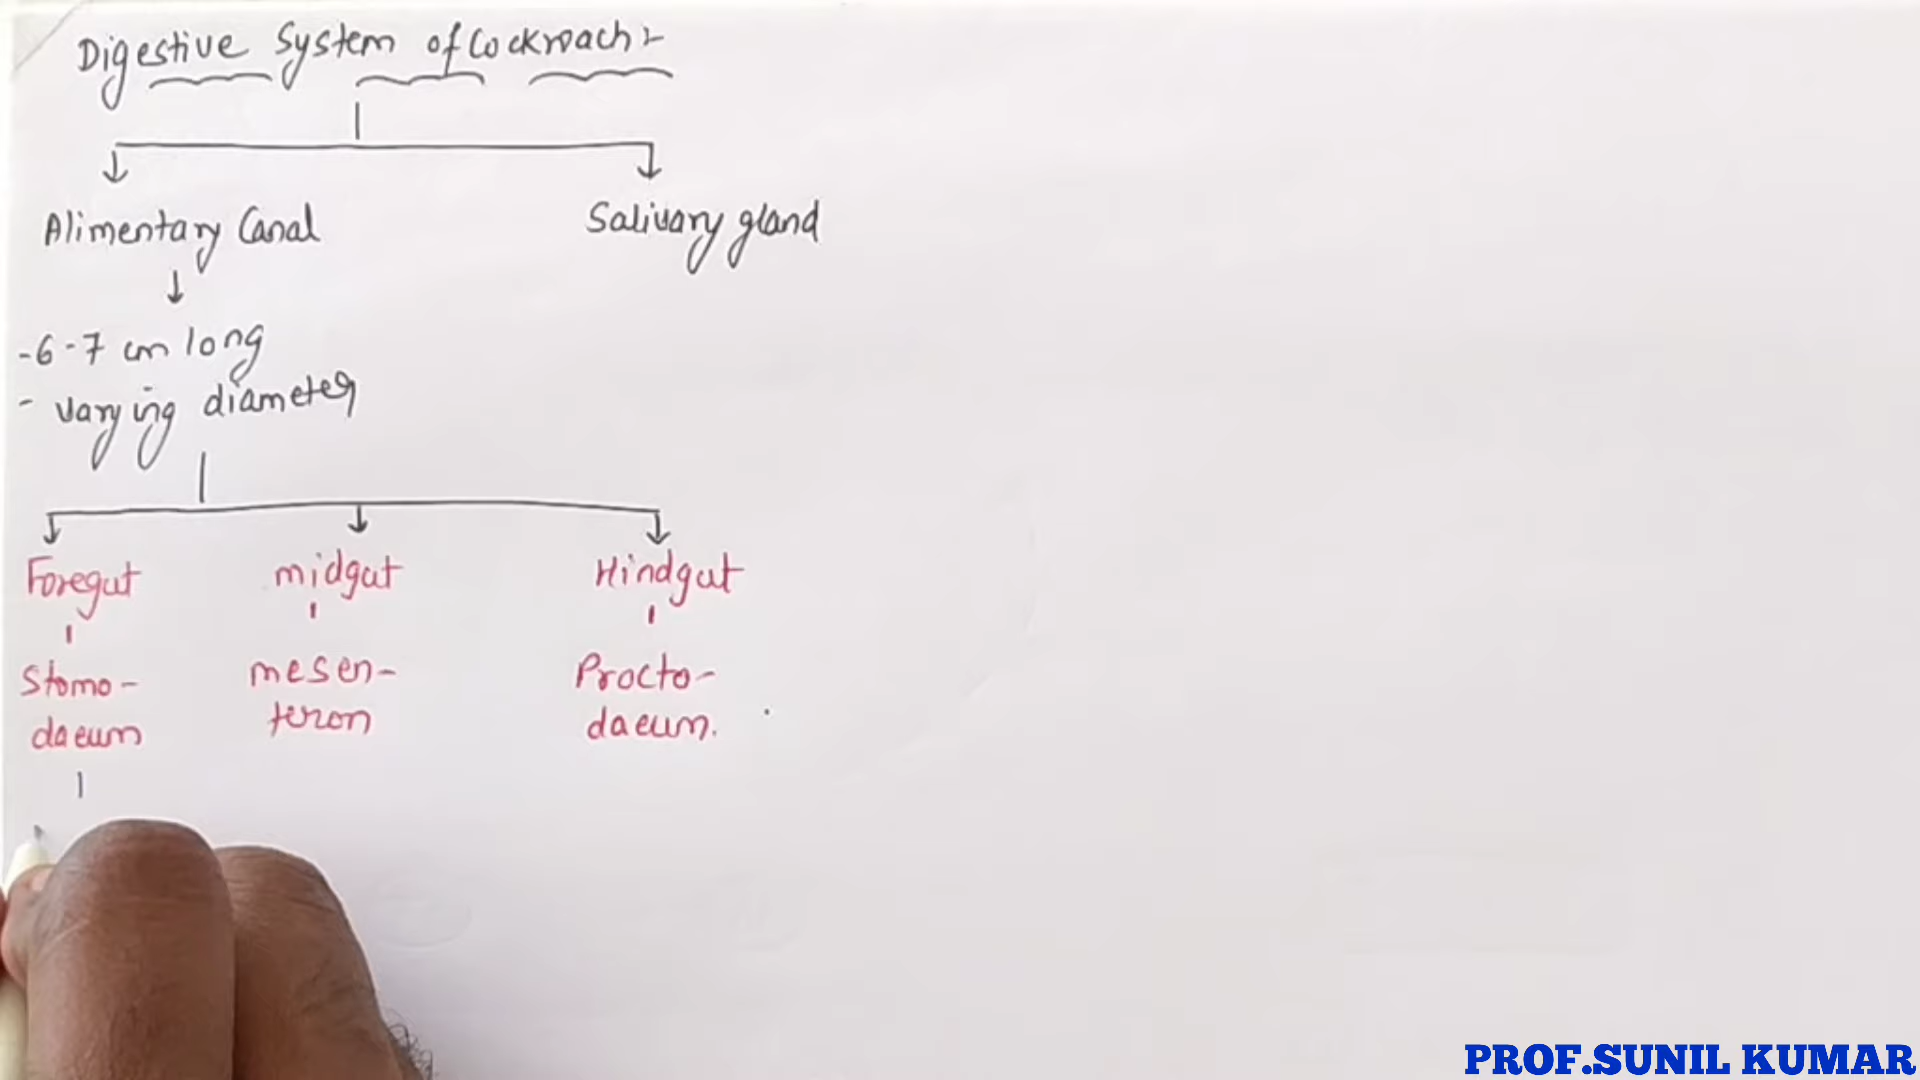 Digestive System of Cockroach :-
Alimentary Canal
Salivary gland
- 6-7 cm long
- varying diameter
Foregut
midgut
Hindgut
Stomo-
daeum
mesen-
teron
Procto-
daeum.
PROF.SUNIL KUMAR